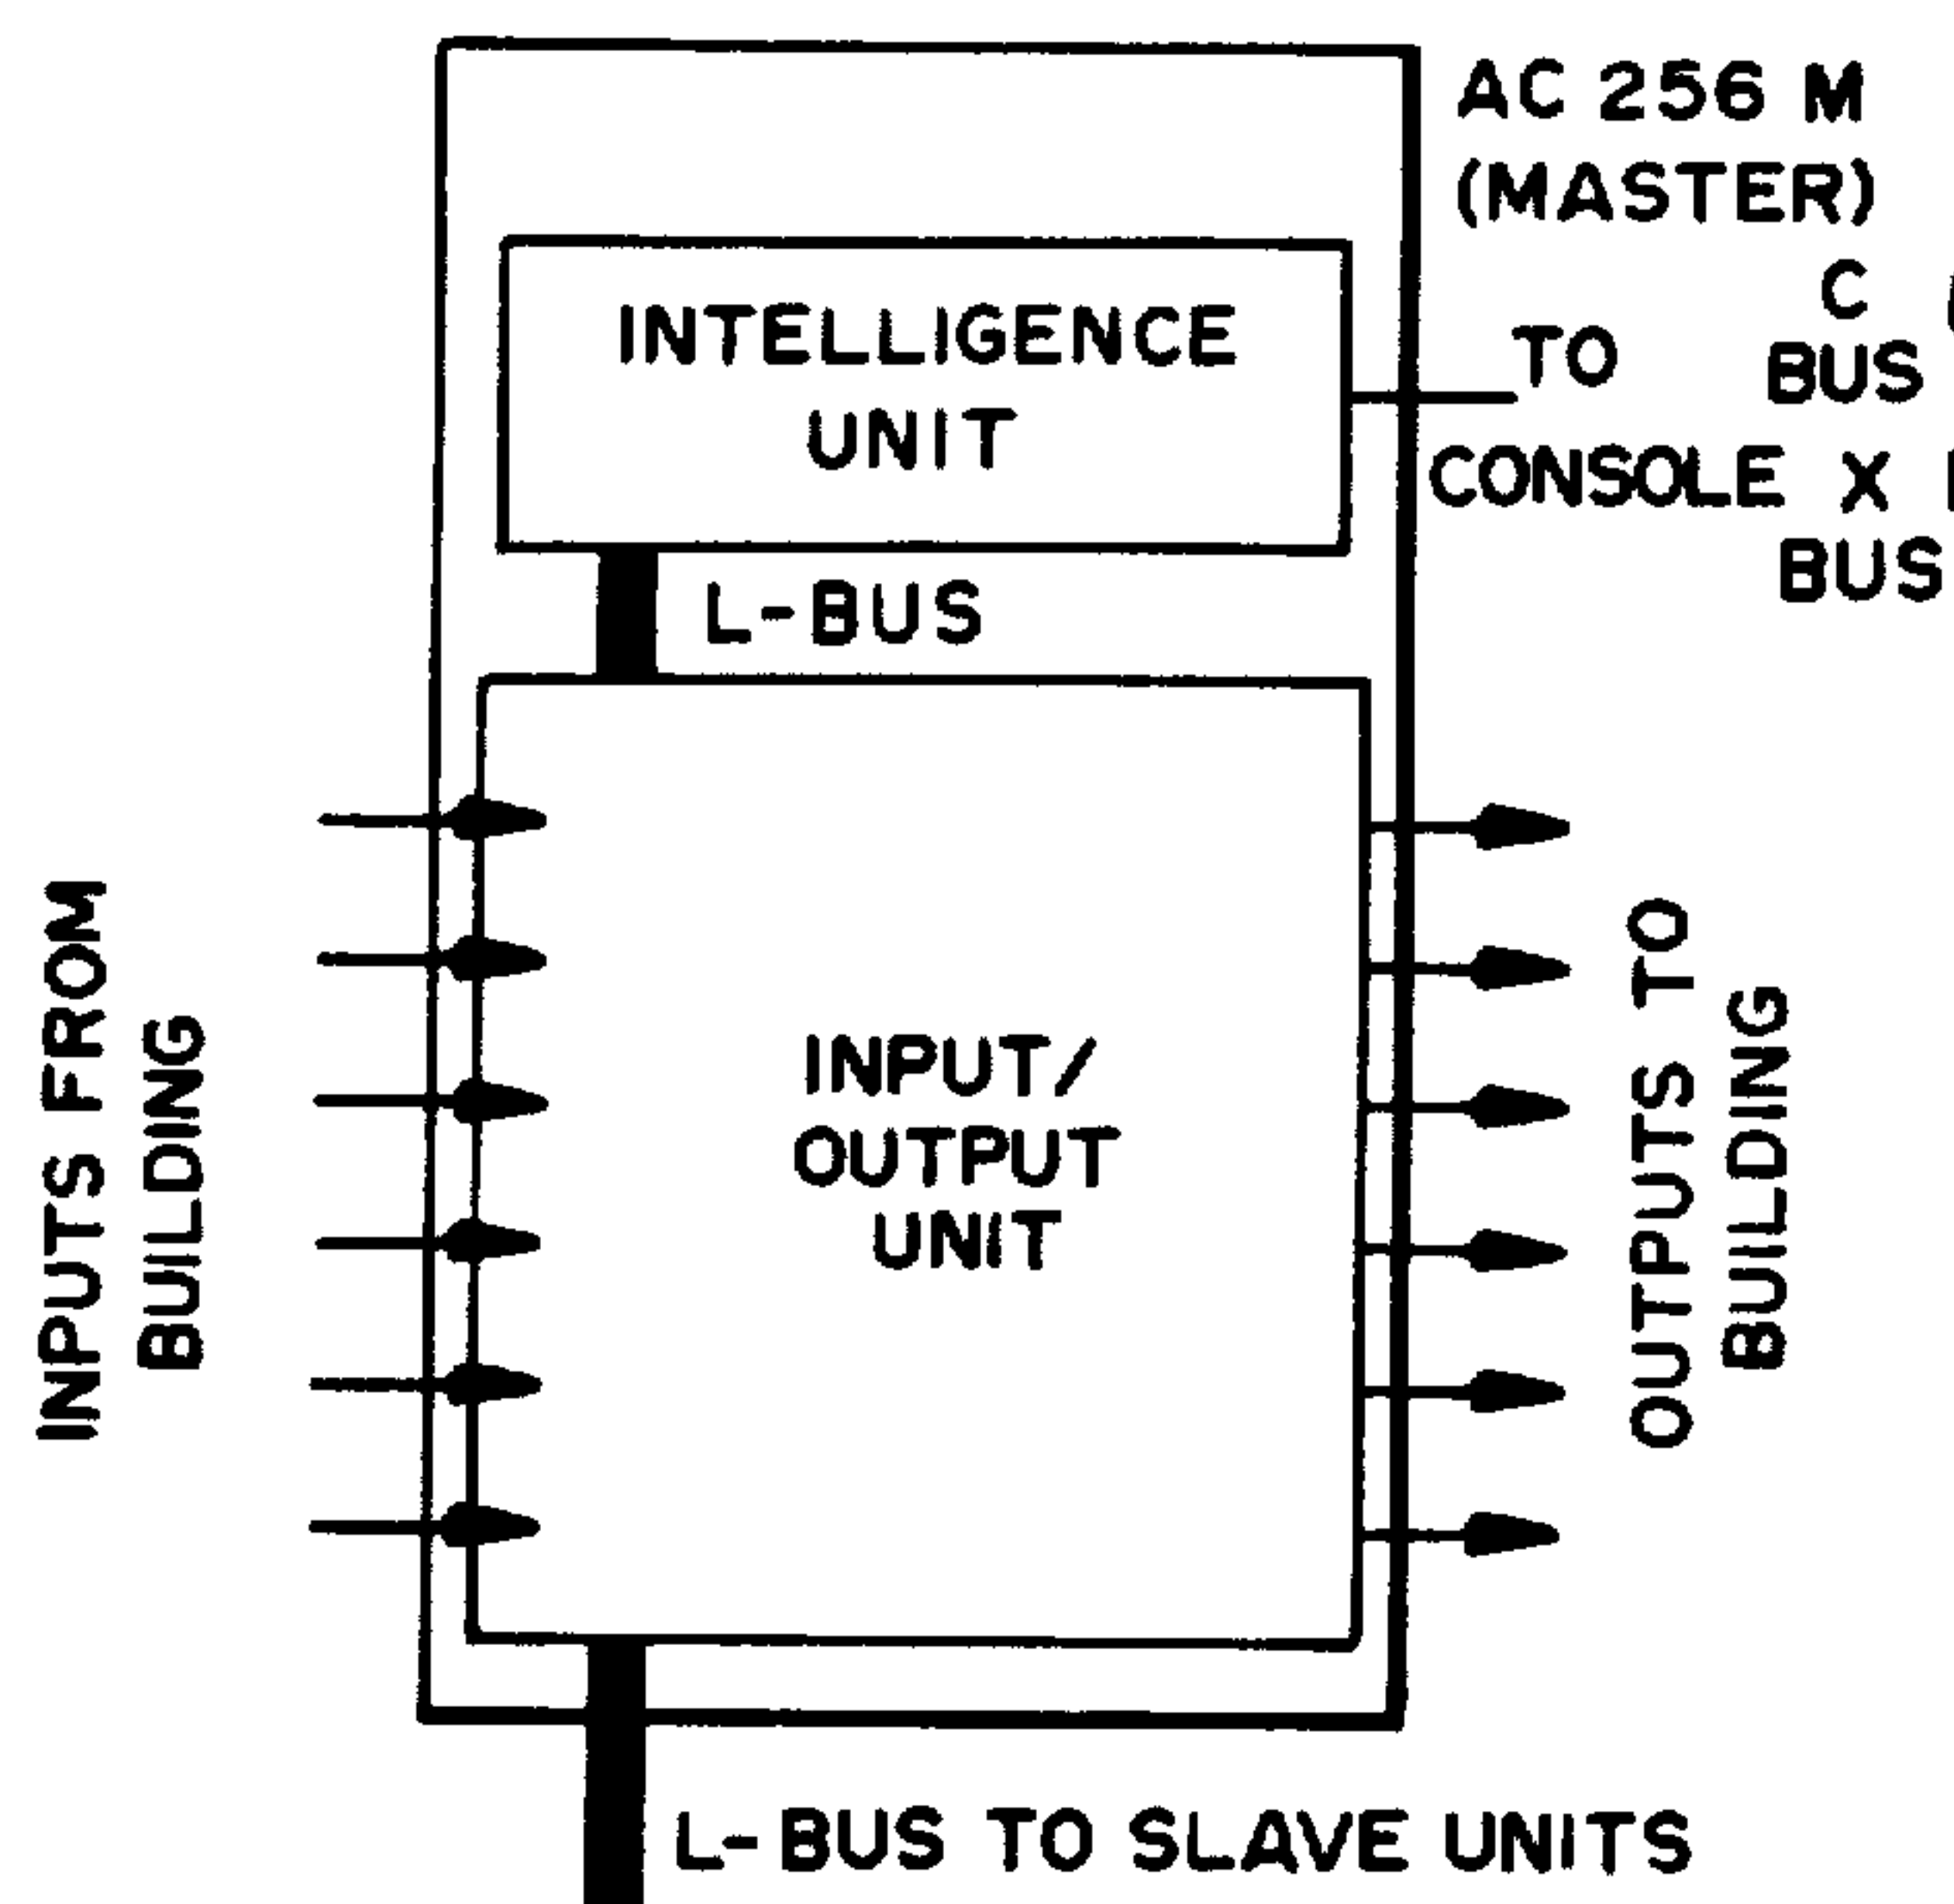 AC 256 M
(MASTER)
INTELLIGENCE
UNIT
TO
CONSOLE
C
BUS
X
BUS
L-BUS
INPUTS FROM
BUILDING
INPUT/
OUTPUT
UNIT
OUTPUTS TO
BUILDING
L-BUS TO SLAVE UNITS